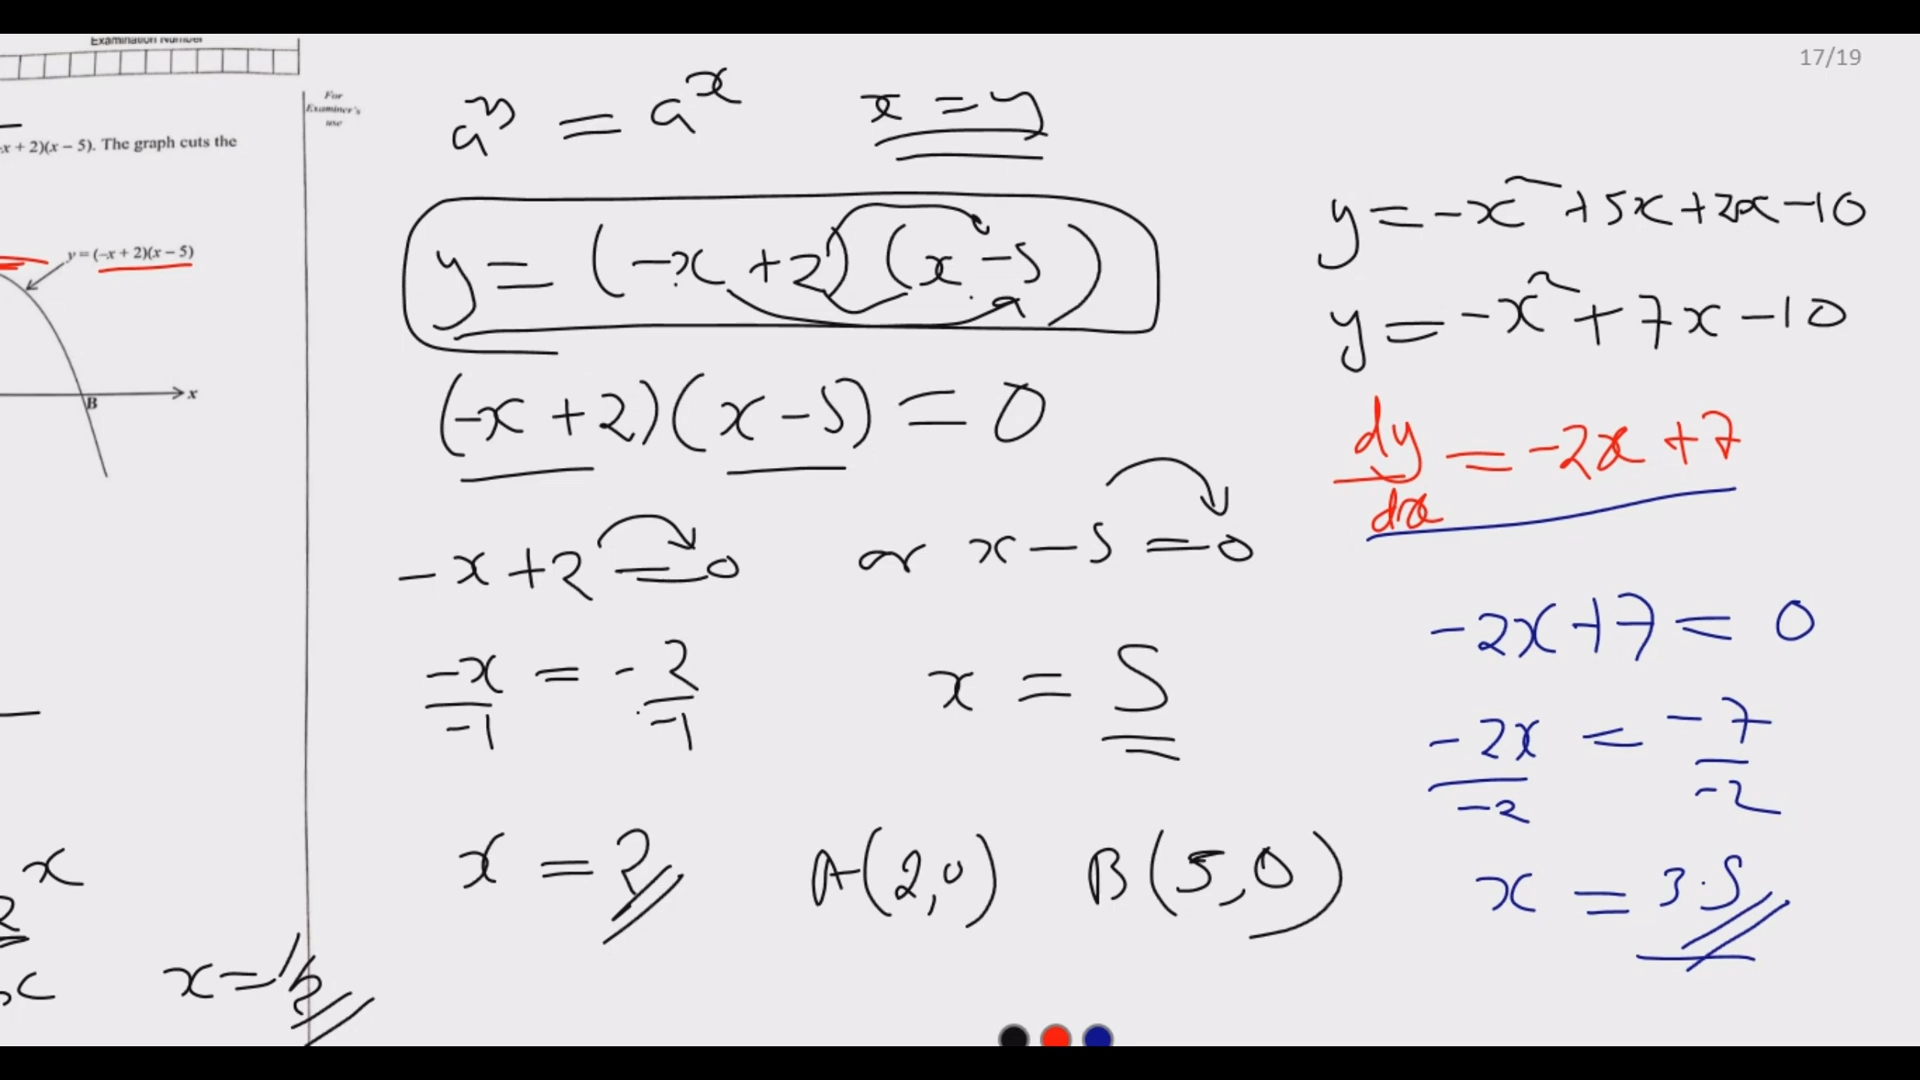 Examination Number
17/19
For
Examiner's
use
x + 2)(x – 5). The graph cuts the
y = (–x + 2)(x – 5)
B
x
x
2
x = 1/2
a^y = a^x
x = y
y = (-x + 2)(x - 5)
(-x + 2)(x - 5) = 0
-x + 2 = 0 or x - 5 = 0
-x/-1 = -2/-1
x = 5
x = 2
A(2,0) B(5,0)
y = -x² + 5x + 2x - 10
y = -x² + 7x - 10
dy/dx = -2x + 7
-2x + 7 = 0
-2x/-2 = -7/-2
x = 3.5